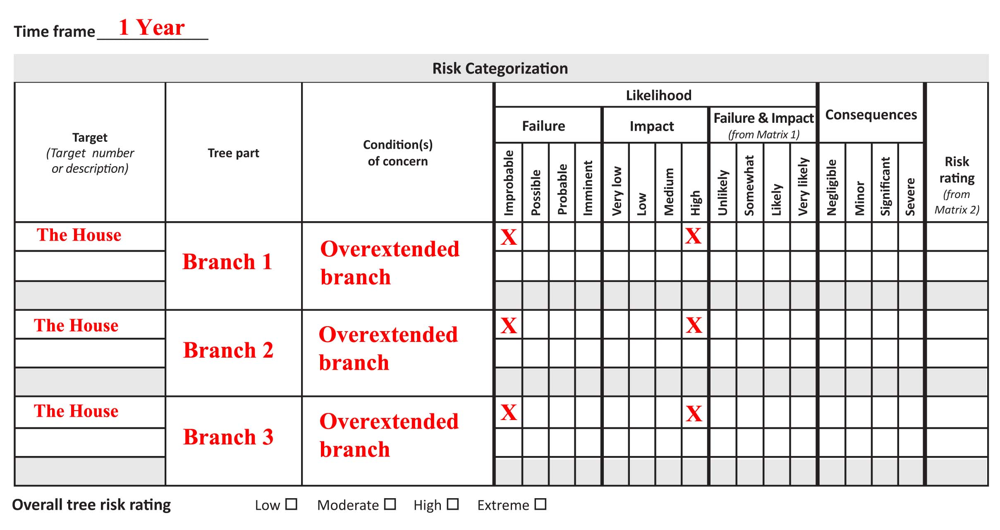 Time frame 1 Year
Risk Categorization
Target
(Target number
or description)
Tree part
Condition(s)
of concern
Likelihood
Failure
Impact
Failure & Impact
(from Matrix 1)
Consequences
Risk
rating
(from
Matrix 2)
Improbable
Possible
Probable
Imminent
Very low
Low
Medium
High
Unlikely
Somewhat
Likely
Very likely
Negligible
Minor
Significant
Severe
The House
Branch 1
Overextended
branch
X X
The House
Branch 2
Overextended
branch
X X
The House
Branch 3
Overextended
branch
X X
Overall tree risk rating Low Moderate High Extreme